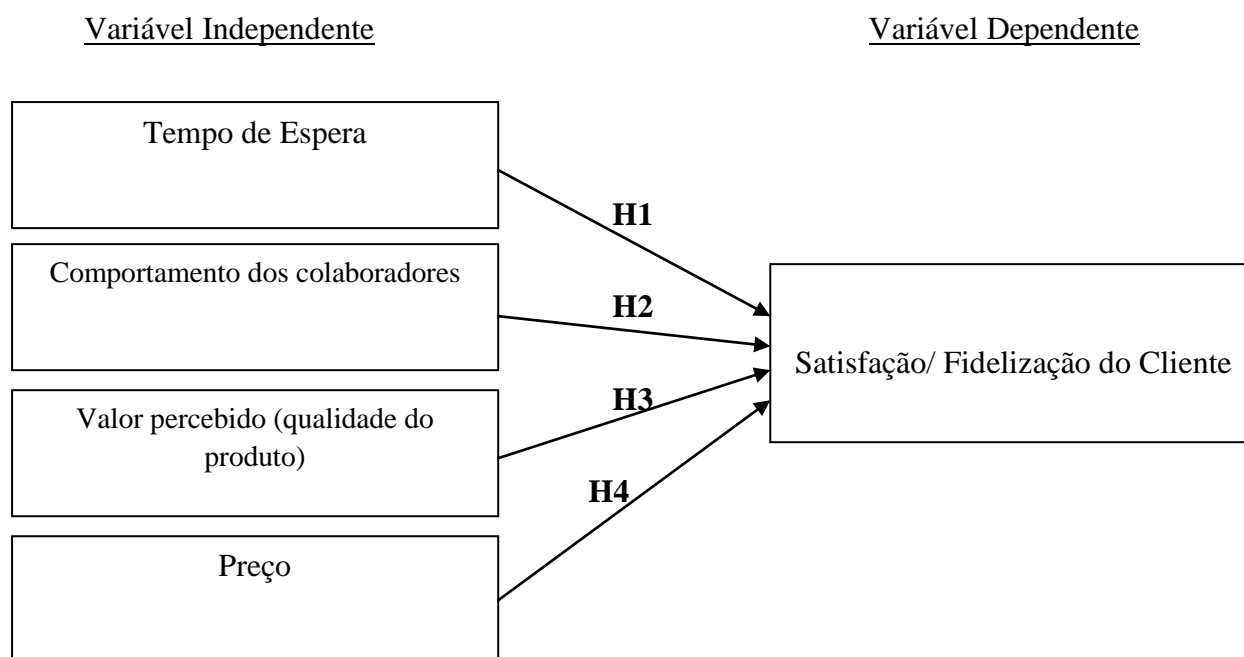 Variável Independente
Variável Dependente
Tempo de Espera
H1
Comportamento dos colaboradores
H2
Satisfação/ Fidelização do Cliente
Valor percebido (qualidade do
produto)
H3
H4
Preço